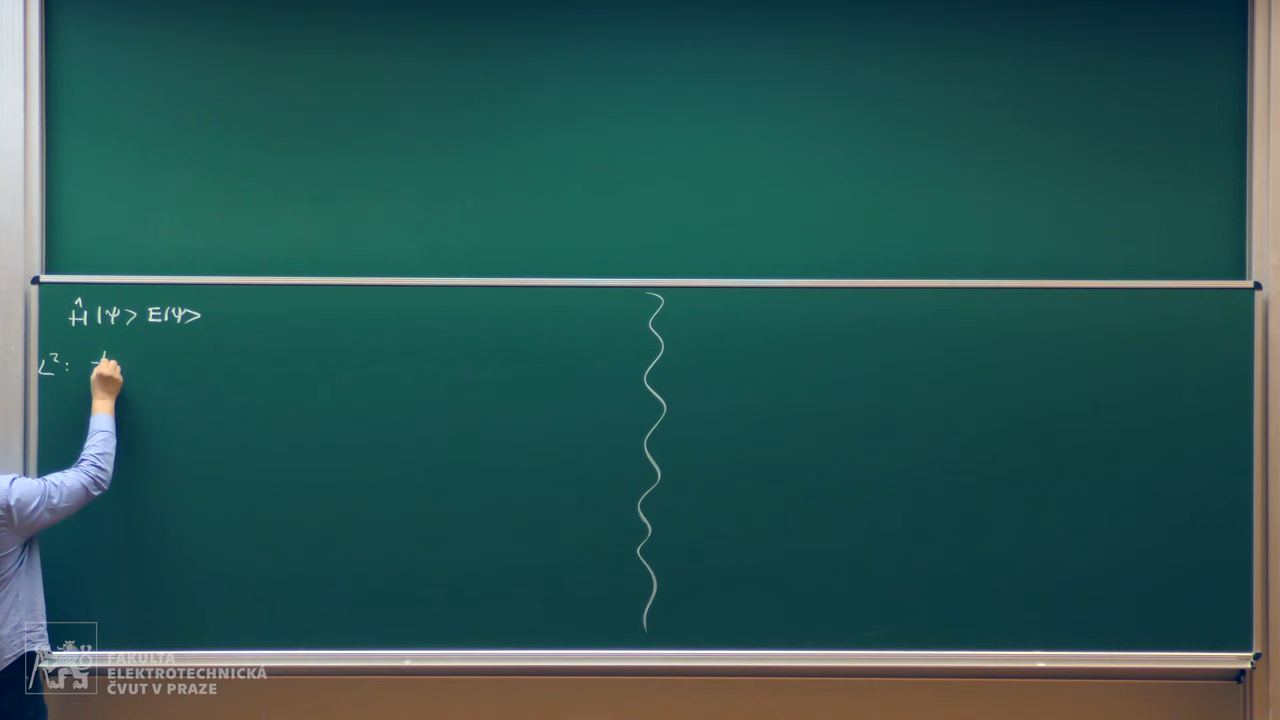 Ĥ |Ψ> E|Ψ>
L²:
FAKULTA
ELEKTROTECHNICKÁ
ČVUT V PRAZE